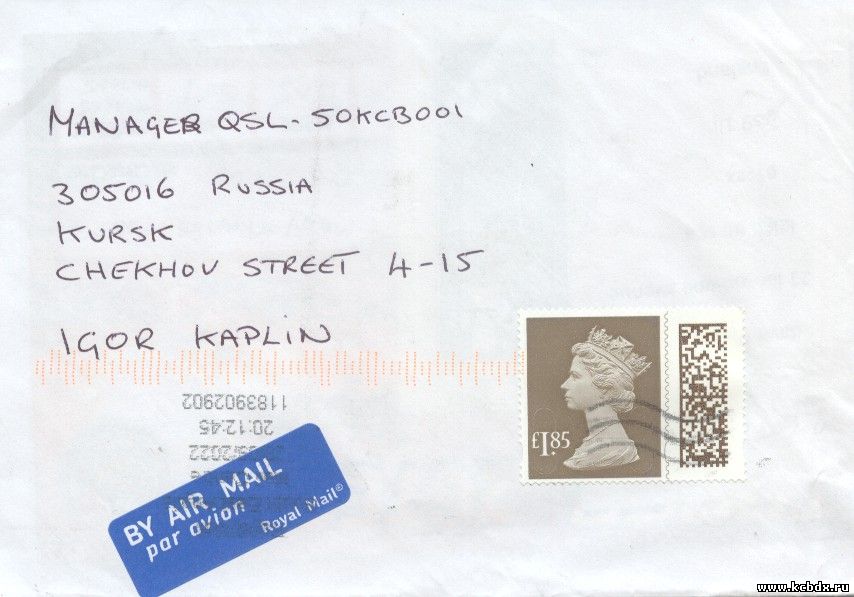 MANAGER QSL-50KCB001
305016 RUSSIA
KURSK
CHEKHOV STREET 4-15
IGOR KAPLIN
£1.85
1183902902
20:12:45
2022
BY AIR MAIL
par avion
Royal Mail®
www.kcbdx.ru